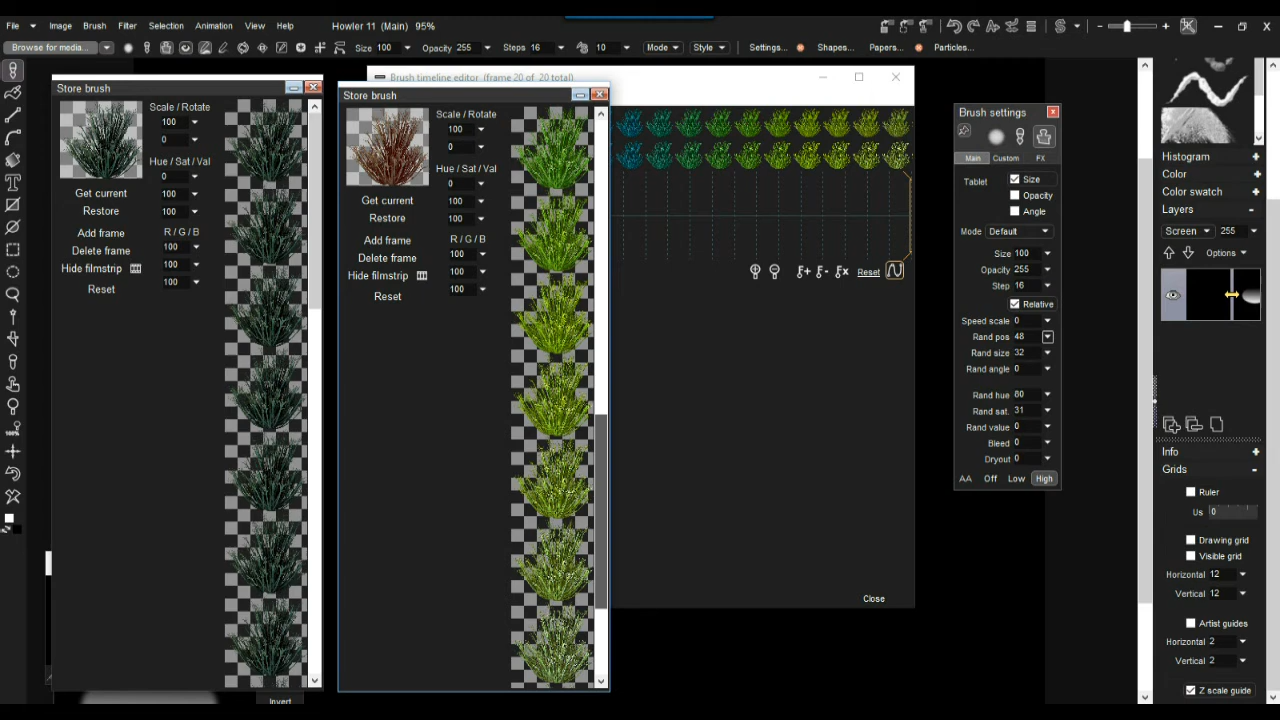 File Image Brush Filter Selection Animation View Help Howler 11 (Main) 95%
Browse for media... Size 100 Opacity 255 Steps 16 10 Mode Style Settings... Shapes... Papers... Particles...
Brush timeline editor (frame 20 of 20 total)
Store brush
Scale / Rotate
100
0
Hue / Sat / Val
0
Get current 100
Restore 100
Add frame R / G / B
Delete frame 100
Hide filmstrip 100
Reset 100
Store brush
Scale / Rotate
100
0
Hue / Sat / Val
0
Get current 100
Restore 100
Add frame R / G / B
Delete frame 100
Hide filmstrip 100
Reset 100
Reset
Close
Invert
Brush settings
Main Custom FX
Tablet Size
Opacity
Angle
Mode Default
Size 100
Opacity 255
Step 16
Relative
Speed scale 0
Rand pos 48
Rand size 32
Rand angle 0
Rand hue 80
Rand sat. 31
Rand value 0
Bleed 0
Dryout 0
AA Off Low High
Histogram +
Color +
Color swatch +
Layers -
Screen 255
Options
Info +
Grids -
Ruler
Us 0
Drawing grid
Visible grid
Horizontal 12
Vertical 12
Artist guides
Horizontal 2
Vertical 2
Z scale guide